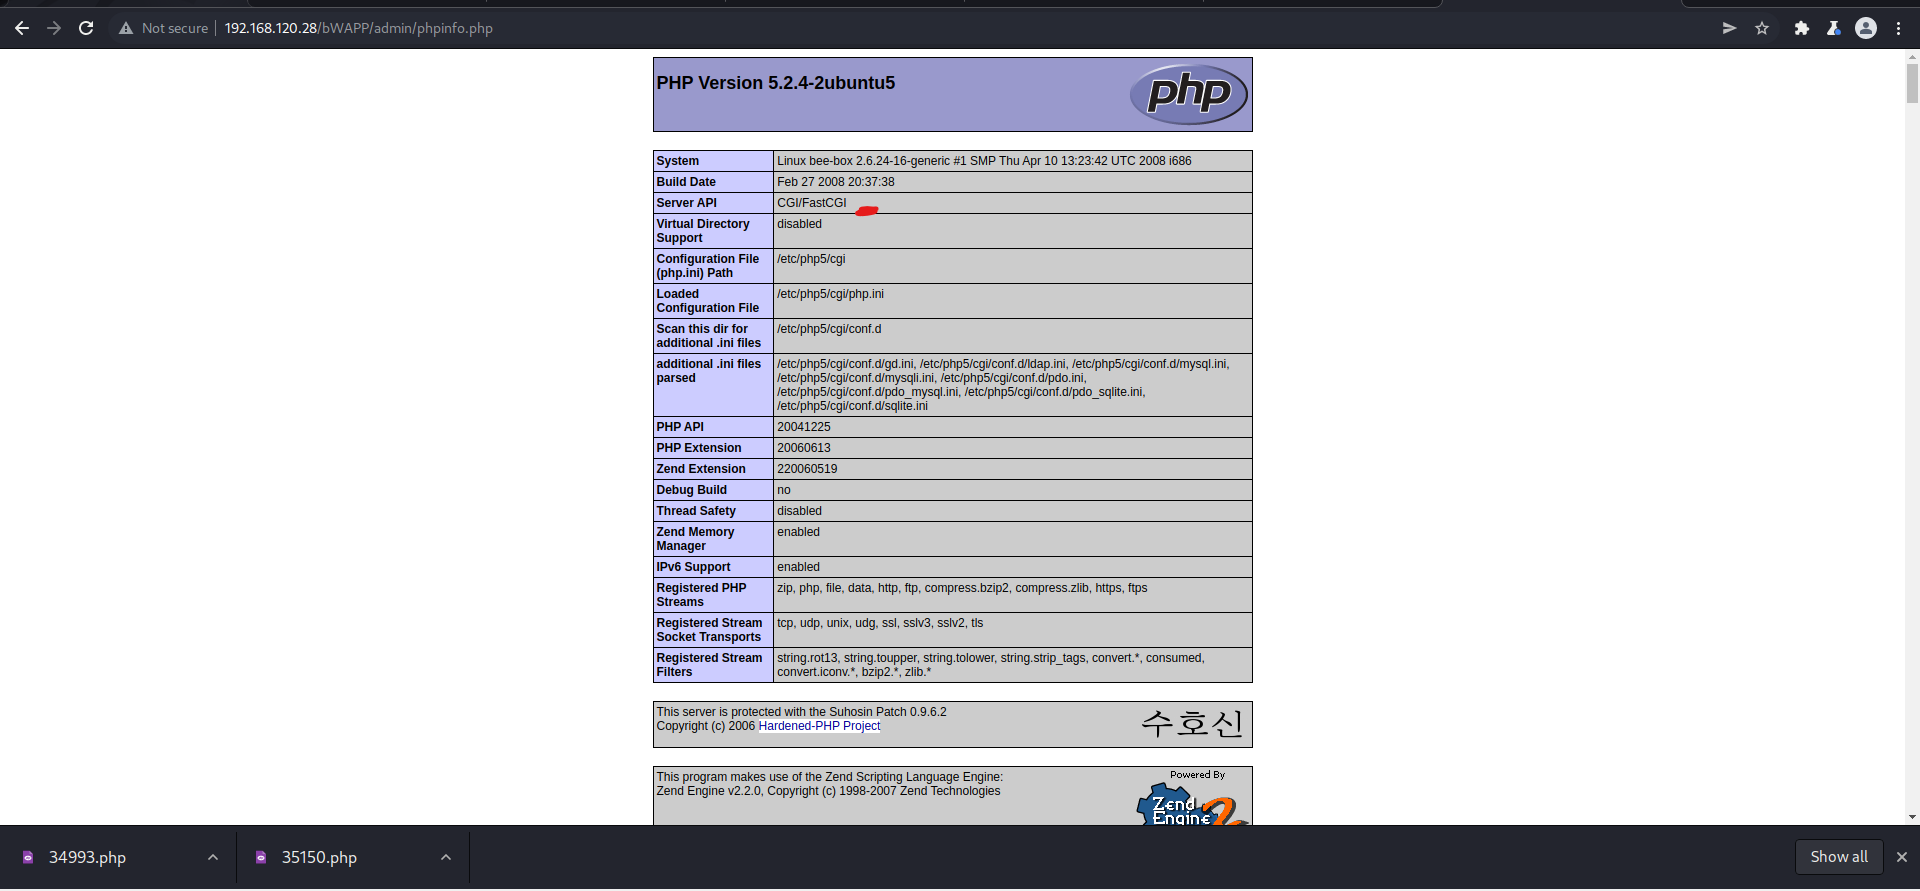 Not secure | 192.168.120.28/bWAPP/admin/phpinfo.php
PHP Version 5.2.4-2ubuntu5
php
System Linux bee-box 2.6.24-16-generic #1 SMP Thu Apr 10 13:23:42 UTC 2008 i686
Build Date Feb 27 2008 20:37:38
Server API CGI/FastCGI
Virtual Directory disabled
Support
Configuration File /etc/php5/cgi
(php.ini) Path
Loaded /etc/php5/cgi/php.ini
Configuration File
Scan this dir for /etc/php5/cgi/conf.d
additional .ini files
additional .ini files /etc/php5/cgi/conf.d/gd.ini, /etc/php5/cgi/conf.d/ldap.ini, /etc/php5/cgi/conf.d/mysql.ini,
parsed /etc/php5/cgi/conf.d/mysqli.ini, /etc/php5/cgi/conf.d/pdo.ini,
/etc/php5/cgi/conf.d/pdo_mysql.ini, /etc/php5/cgi/conf.d/pdo_sqlite.ini,
/etc/php5/cgi/conf.d/sqlite.ini
PHP API 20041225
PHP Extension 20060613
Zend Extension 220060519
Debug Build no
Thread Safety disabled
Zend Memory enabled
Manager
IPv6 Support enabled
Registered PHP zip, php, file, data, http, ftp, compress.bzip2, compress.zlib, https, ftps
Streams
Registered Stream tcp, udp, unix, udg, ssl, sslv3, sslv2, tls
Socket Transports
Registered Stream string.rot13, string.toupper, string.tolower, string.strip_tags, convert.*, consumed,
Filters convert.iconv.*, bzip2.*, zlib.*
This server is protected with the Suhosin Patch 0.9.6.2
Copyright (c) 2006 Hardened-PHP Project
수호신
This program makes use of the Zend Scripting Language Engine:
Zend Engine v2.2.0, Copyright (c) 1998-2007 Zend Technologies
Powered By
Zend
Engine 2
34993.php
35150.php
Show all